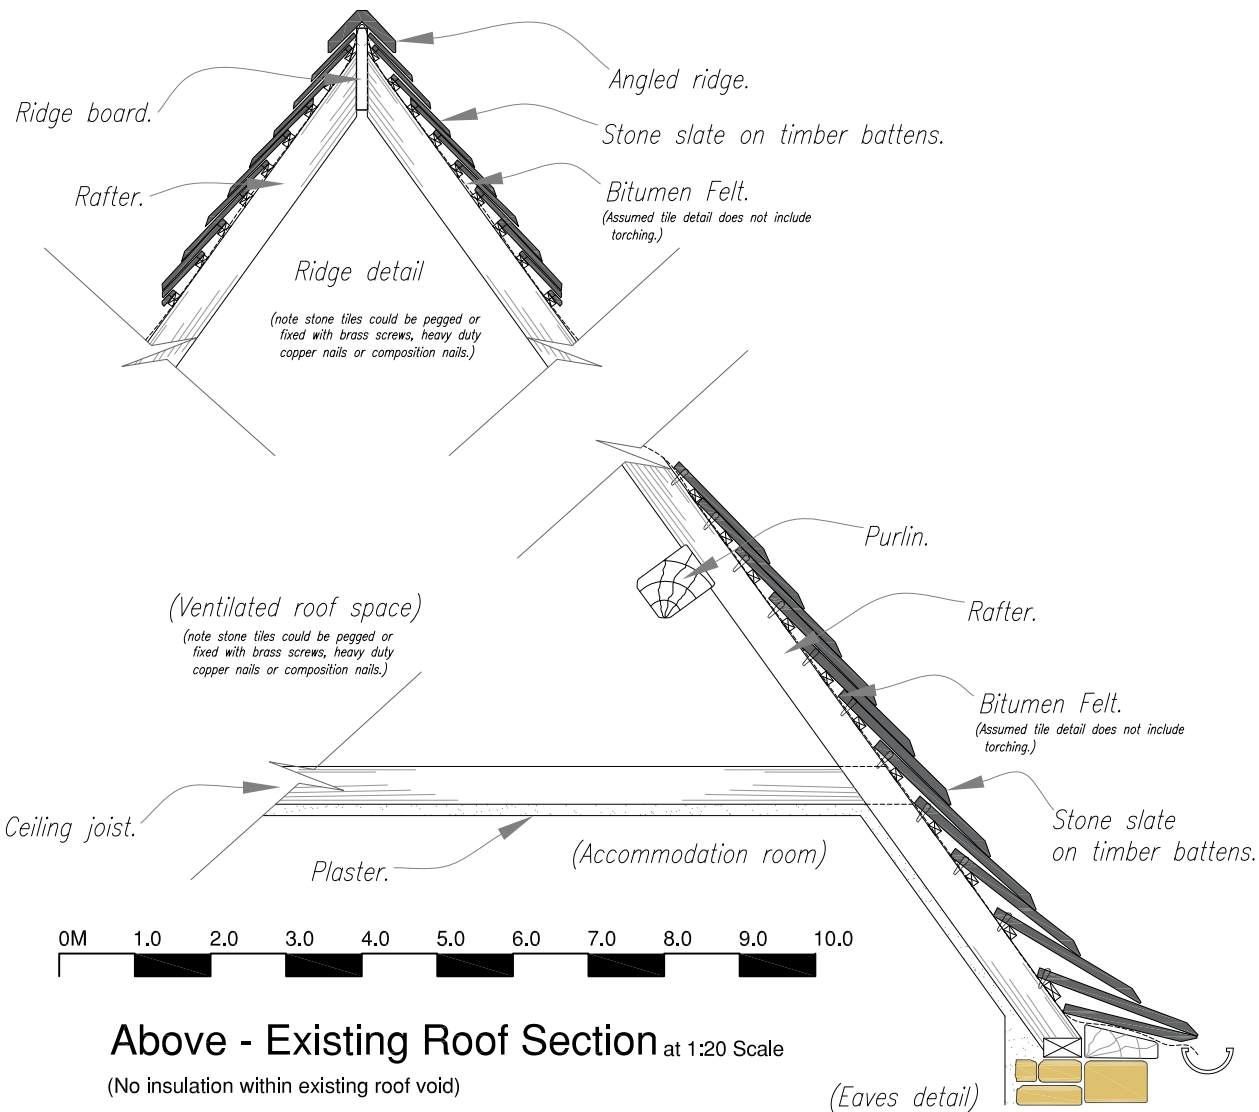 Angled ridge.
Ridge board.
Stone slate on timber battens.
Rafter.
Bitumen Felt.
(Assumed tile detail does not include
torching.)
Ridge detail
(note stone tiles could be pegged or
fixed with brass screws, heavy duty
copper nails or composition nails.)
Purlin.
(Ventilated roof space)
(note stone tiles could be pegged or
fixed with brass screws, heavy duty
copper nails or composition nails.)
Rafter.
Bitumen Felt.
(Assumed tile detail does not include
torching.)
Ceiling joist.
Stone slate
on timber battens.
(Accommodation room)
Plaster.
0M 1.0 2.0 3.0 4.0 5.0 6.0 7.0 8.0 9.0 10.0
Above - Existing Roof Section at 1:20 Scale
(No insulation within existing roof void)
(Eaves detail)